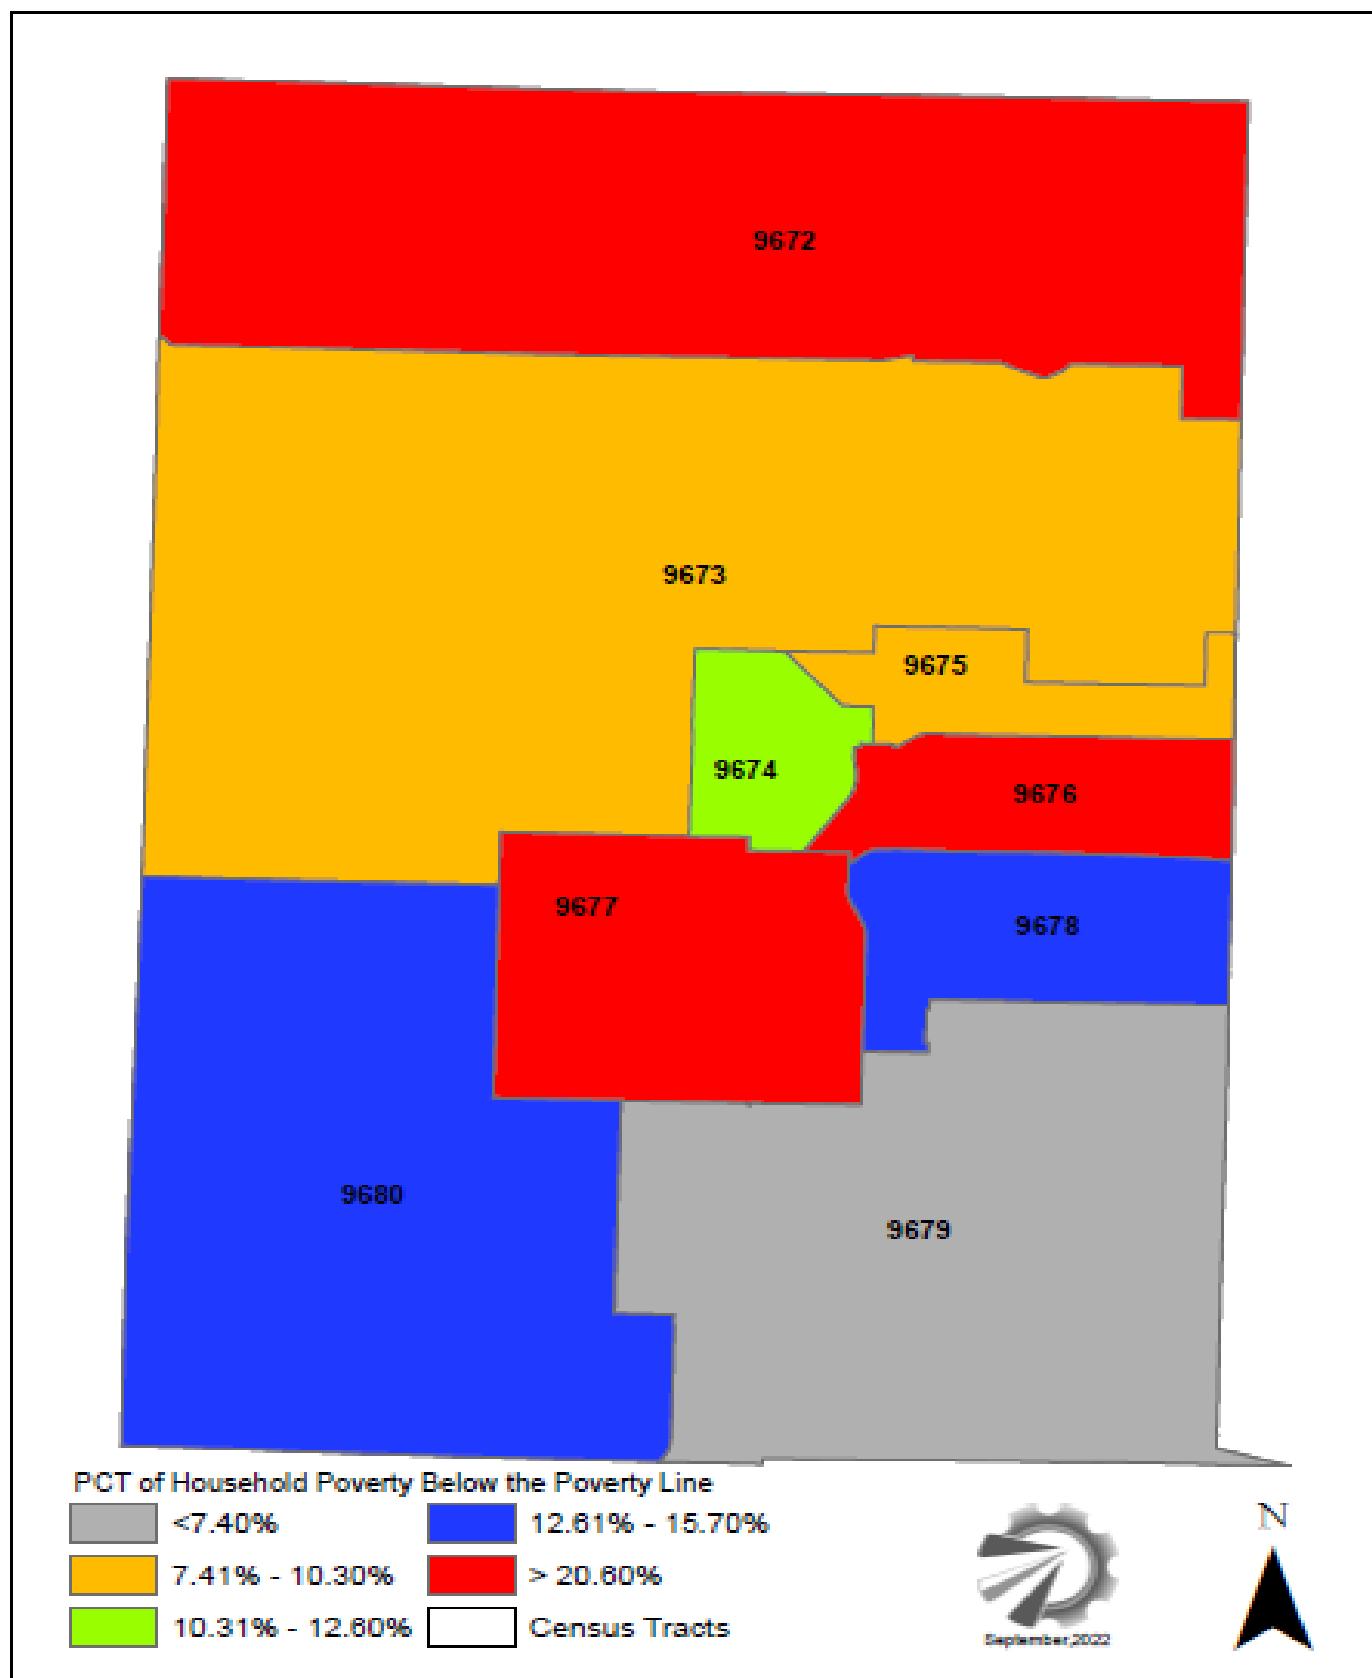 9672
9673
9675
9674
9676
9677
9678
9680
9679
PCT of Household Poverty Below the Poverty Line
<7.40%
12.61% - 15.70%
7.41% - 10.30%
> 20.60%
10.31% - 12.60%
Census Tracts
September,2022
N